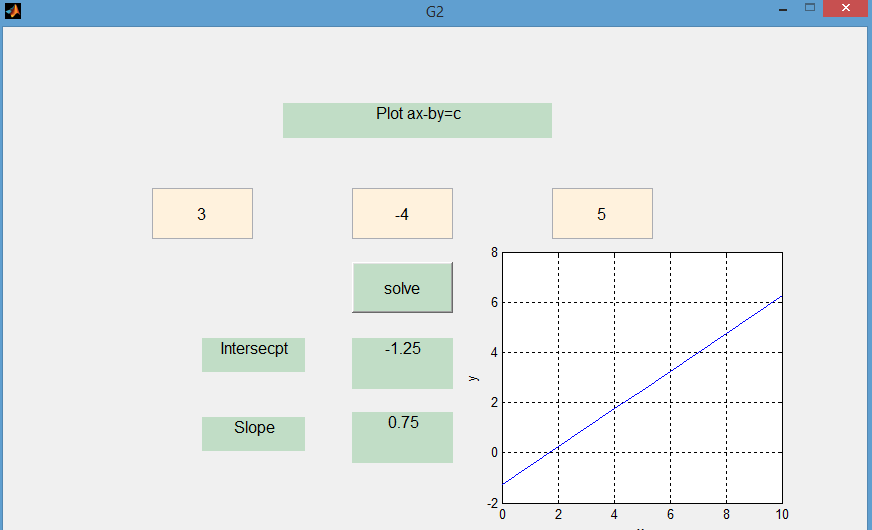 G2
Plot ax-by=c
3
-4
5
solve
Intersecpt
-1.25
Slope
0.75
8
6
4
2
0
-2
y
0 2 4 6 8 10